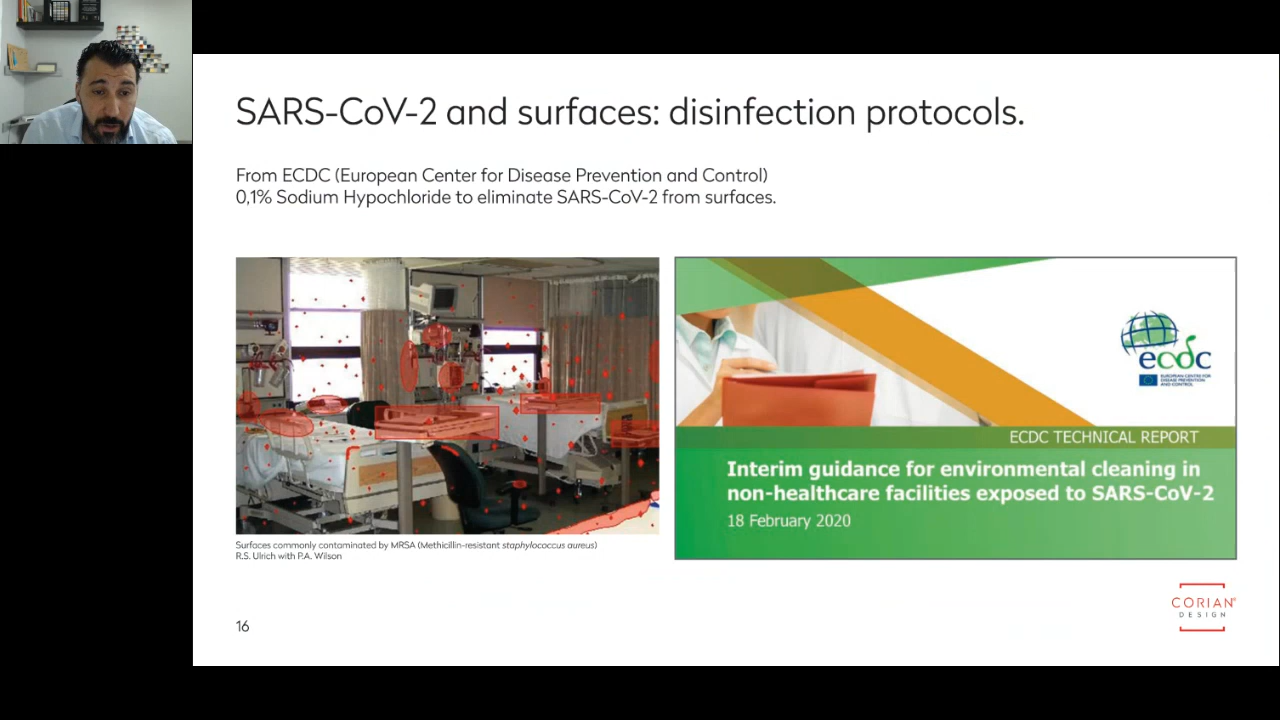 SARS-CoV-2 and surfaces: disinfection protocols.
From ECDC (European Center for Disease Prevention and Control)
0,1% Sodium Hypochloride to eliminate SARS-CoV-2 from surfaces.
ecdc
EUROPEAN CENTRE FOR
DISEASE PREVENTION
AND CONTROL
ECDC TECHNICAL REPORT
Interim guidance for environmental cleaning in
non-healthcare facilities exposed to SARS-CoV-2
18 February 2020
Surfaces commonly contaminated by MRSA (Methicillin-resistant staphylococcus aureus)
R.S. Ulrich with P.A. Wilson
16
CORIAN®
DESIGN